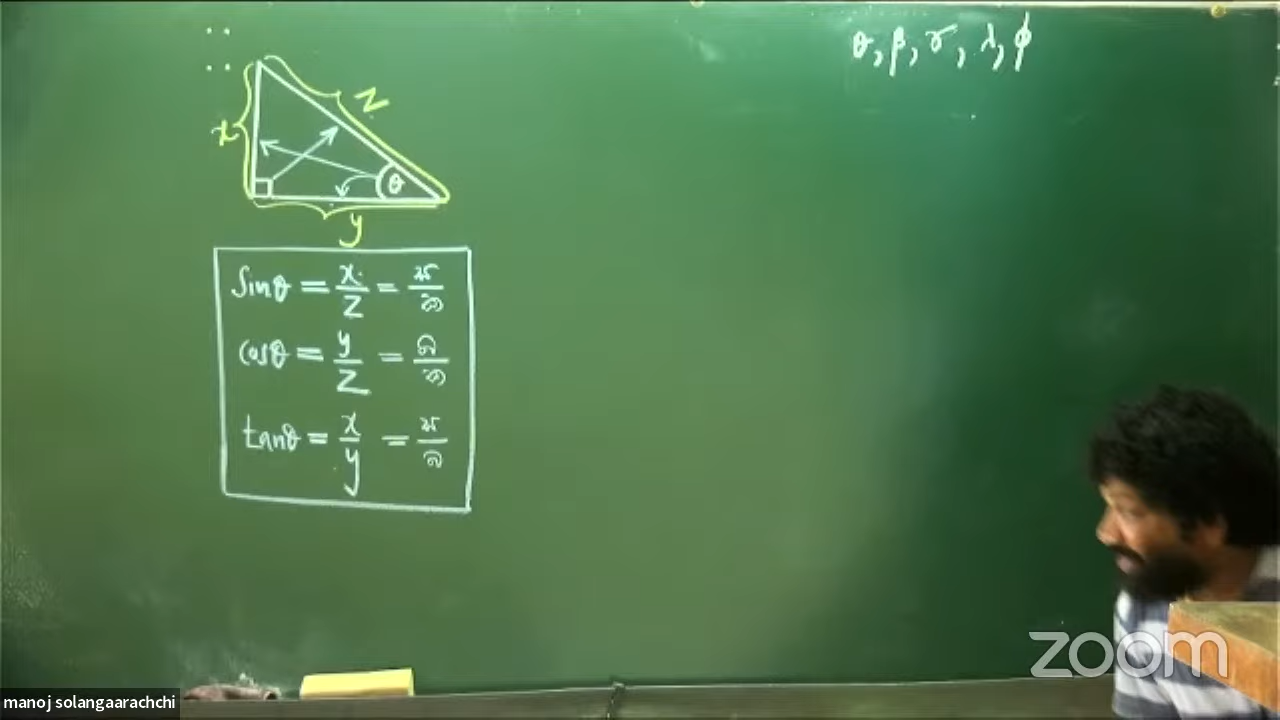 θ, β, γ, λ, ϕ
x
z
θ
y
Sinθ = x/z = ස/ක
Cosθ = y/z = බ/ක
tanθ = x/y = ස/බ
zoom
manoj solangaarachchi